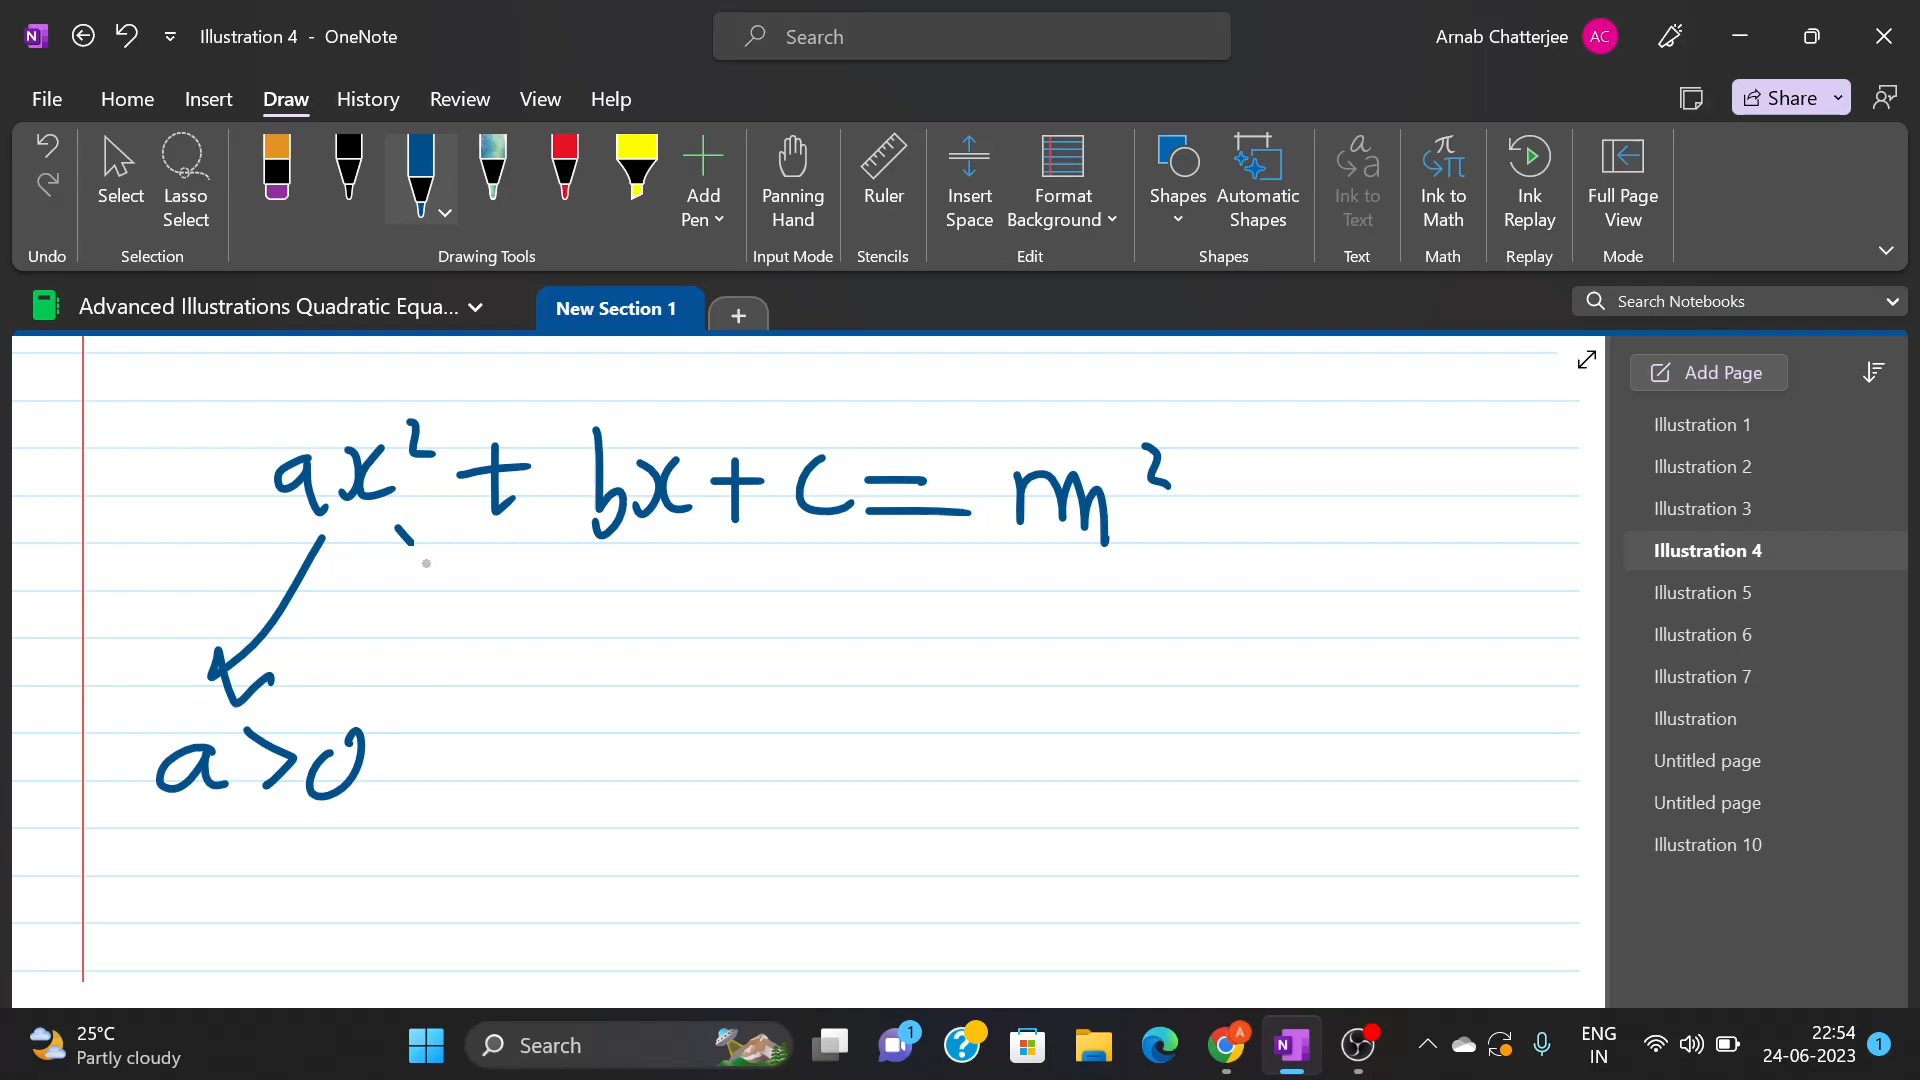 Illustration 4 - OneNote
Search
Arnab Chatterjee AC
File Home Insert Draw History Review View Help
Share
Undo
Select
Lasso Select
Selection
Drawing Tools
Add Pen
Panning Hand
Input Mode
Ruler
Stencils
Insert Space
Format Background
Edit
Shapes
Automatic Shapes
Shapes
Ink to Text
Text
Ink to Math
Math
Ink Replay
Replay
Full Page View
Mode
Advanced Illustrations Quadratic Equa...
New Section 1
Search Notebooks
ax² + bx + c = m²
a>0
Add Page
Illustration 1
Illustration 2
Illustration 3
Illustration 4
Illustration 5
Illustration 6
Illustration 7
Illustration
Untitled page
Untitled page
Illustration 10
25°C
Partly cloudy
Search
1
A
ENG
IN
22:54
24-06-2023
1